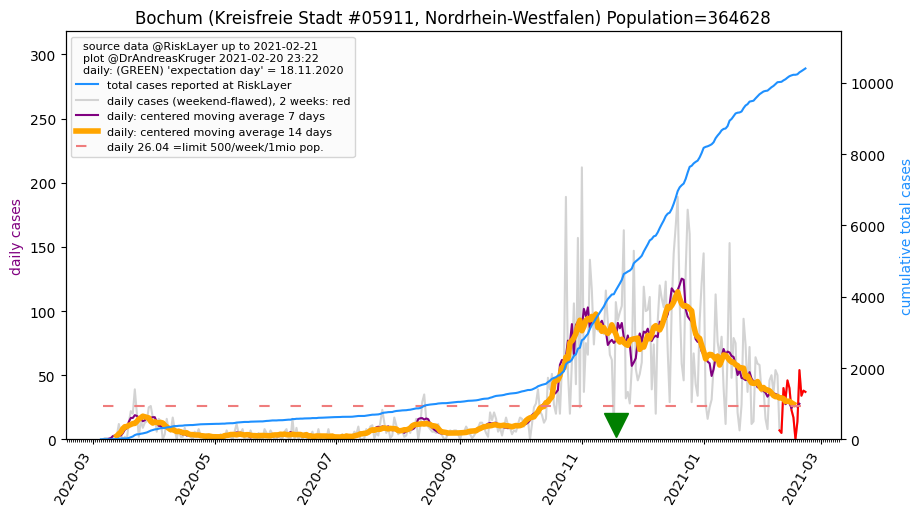 Bochum (Kreisfreie Stadt #05911, Nordrhein-Westfalen) Population=364628
source data @RiskLayer up to 2021-02-21
plot @DrAndreasKruger 2021-02-20 23:22
daily: (GREEN) 'expectation day' = 18.11.2020
total cases reported at RiskLayer
daily cases (weekend-flawed), 2 weeks: red
daily: centered moving average 7 days
daily: centered moving average 14 days
daily 26.04 =limit 500/week/1mio pop.
daily cases
300
250
200
150
100
50
0
cumulative total cases
10000
8000
6000
4000
2000
0
2020-03
2020-05
2020-07
2020-09
2020-11
2021-01
2021-03